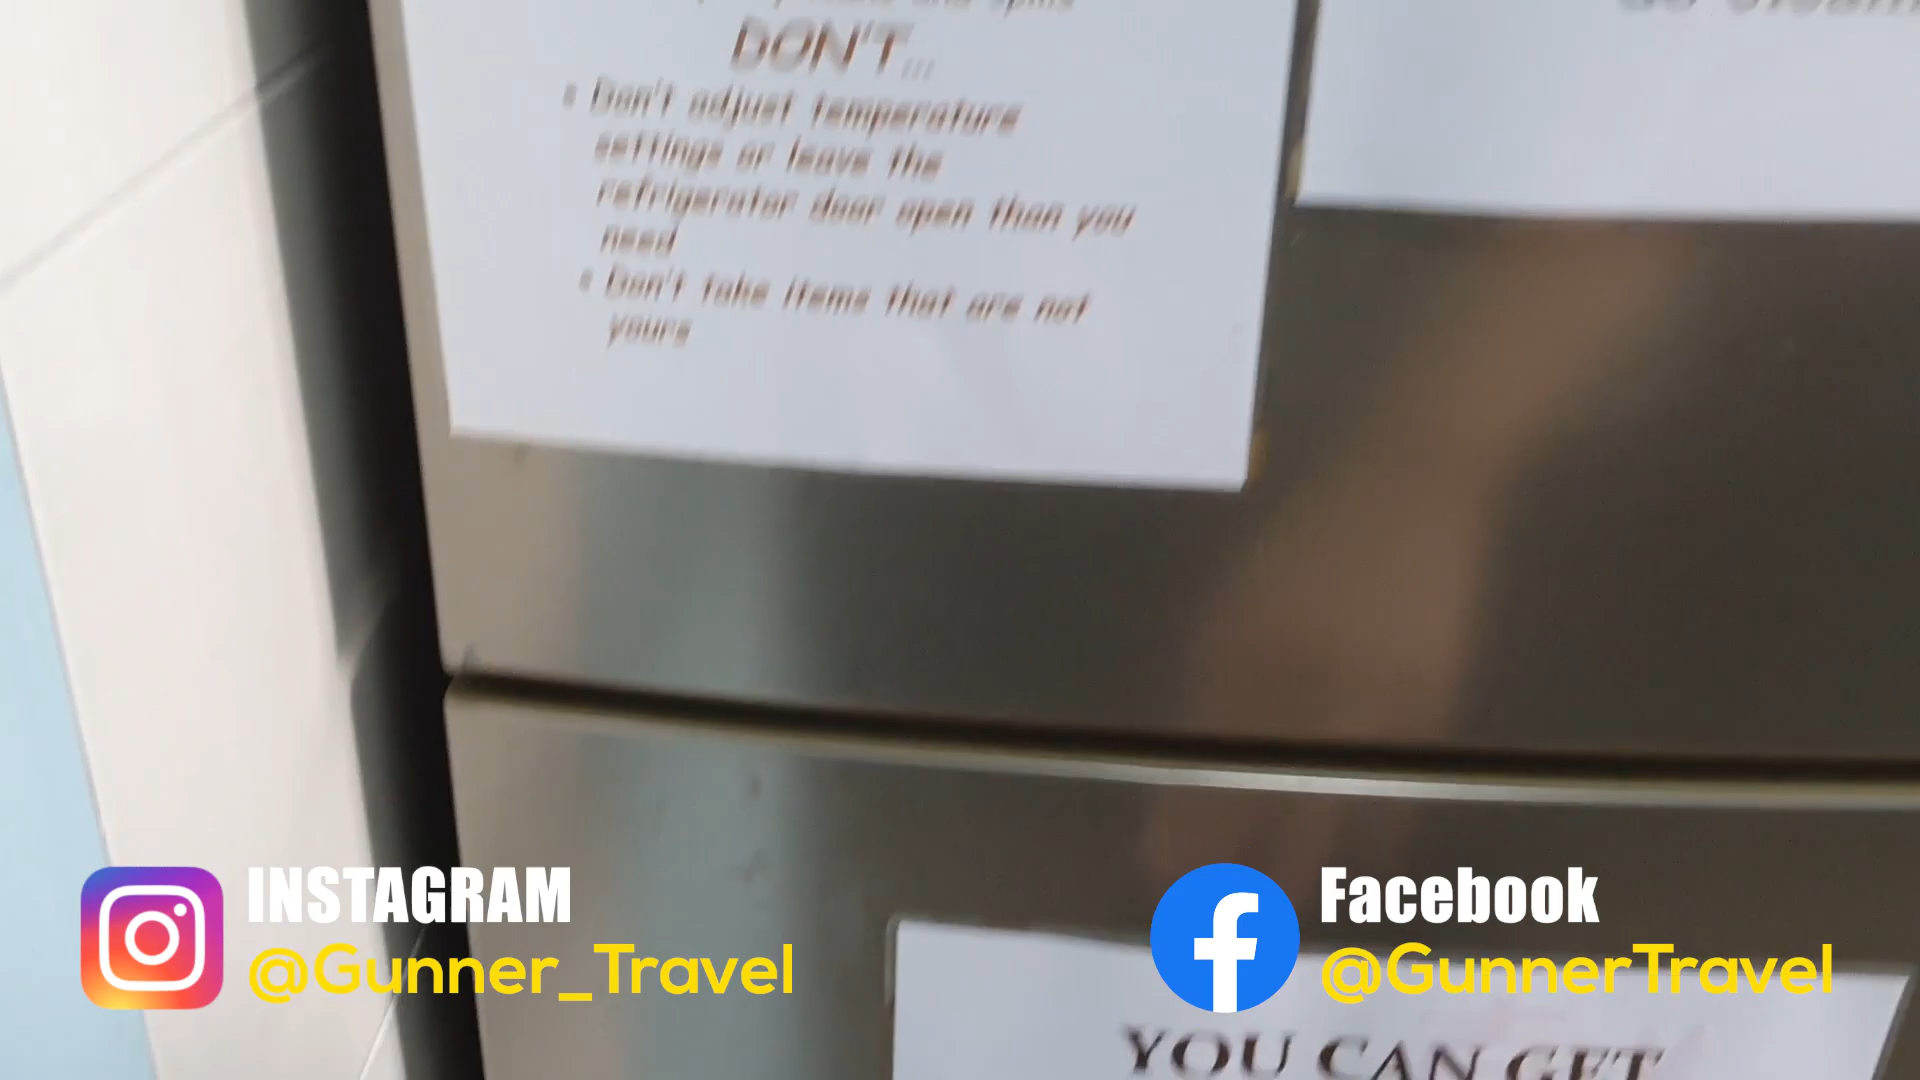 DON'T...
• Don't adjust temperature
settings or leave the
refrigerator door open than you
need
• Don't take items that are not
yours
INSTAGRAM
@Gunner_Travel
Facebook
@GunnerTravel
YOU CAN GET